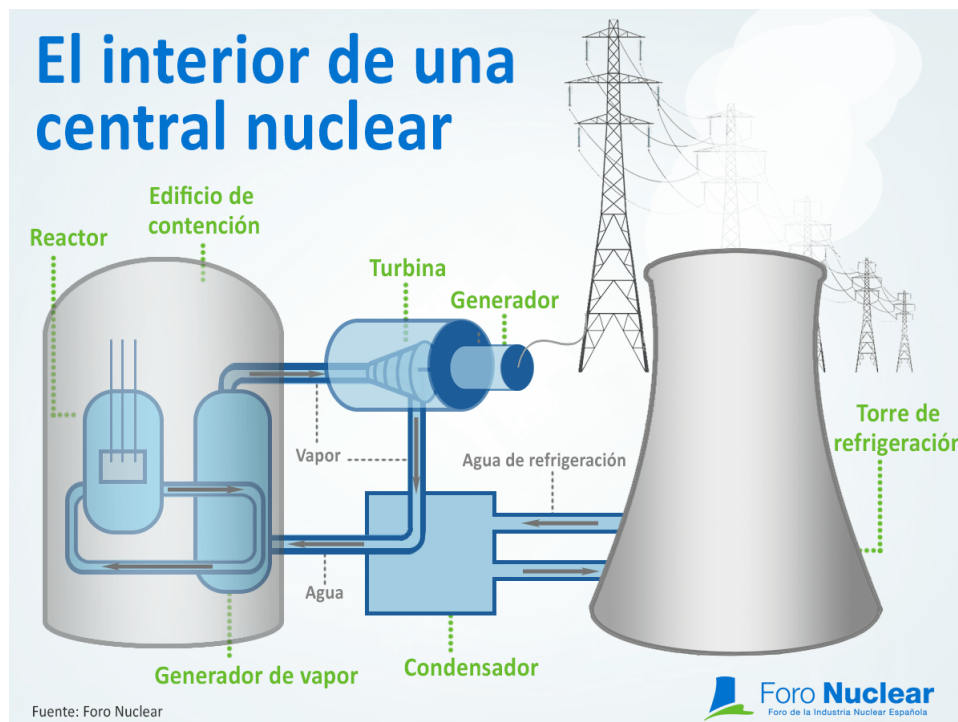 El interior de una
central nuclear
Edificio de
contención
Reactor
Turbina
Generador
Torre de
refrigeración
Vapor
Agua de refrigeración
Agua
Generador de vapor
Condensador
Fuente: Foro Nuclear
Foro Nuclear
Foro de la Industria Nuclear Española